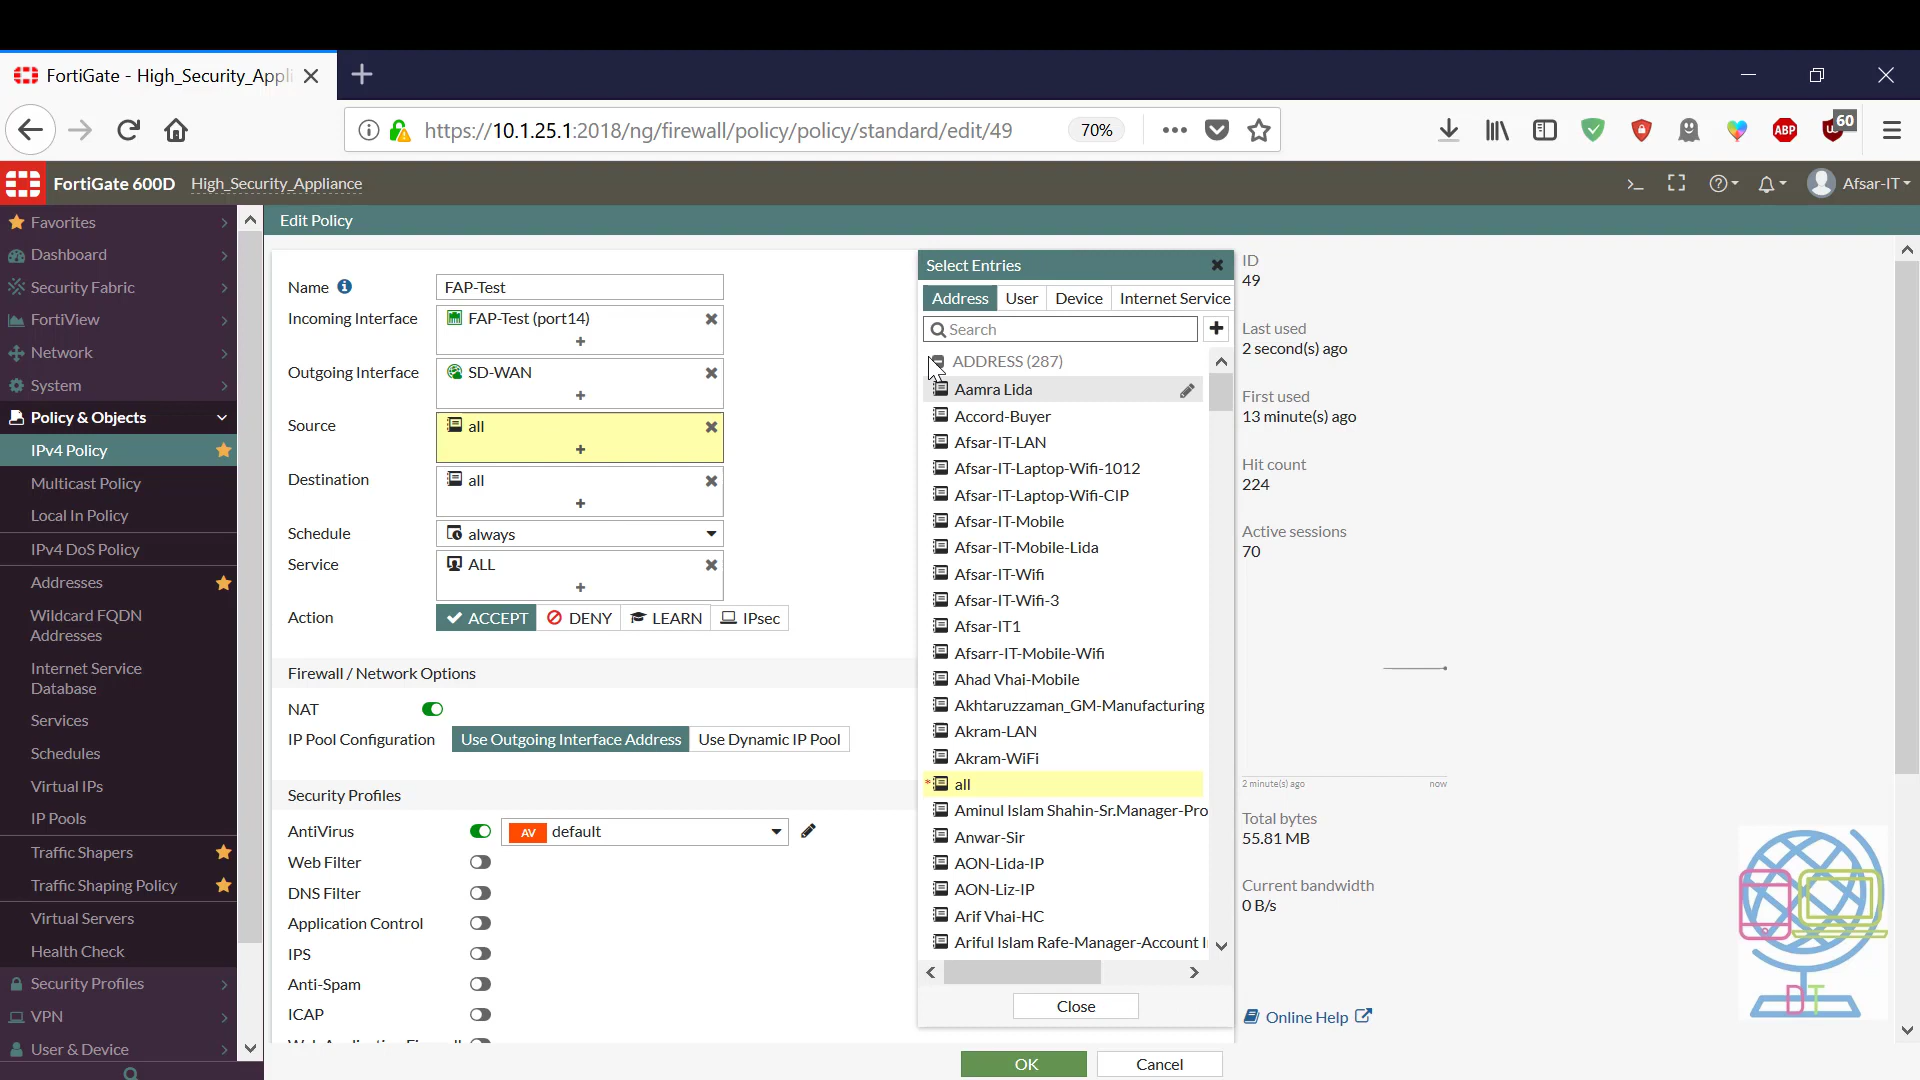 FortiGate - High_Security_Appli
https://10.1.25.1:2018/ng/firewall/policy/policy/standard/edit/49
70%
ABP
60
FortiGate 600D High_Security_Appliance
Afsar-IT
Favorites
Dashboard
Security Fabric
FortiView
Network
System
Policy & Objects
IPv4 Policy
Multicast Policy
Local In Policy
IPv4 DoS Policy
Addresses
Wildcard FQDN
Addresses
Internet Service
Database
Services
Schedules
Virtual IPs
IP Pools
Traffic Shapers
Traffic Shaping Policy
Virtual Servers
Health Check
Security Profiles
VPN
User & Device
Edit Policy
Name FAP-Test
Incoming Interface FAP-Test (port14)
Outgoing Interface SD-WAN
Source all
Destination all
Schedule always
Service ALL
Action ACCEPT DENY LEARN IPsec
Firewall / Network Options
NAT
IP Pool Configuration Use Outgoing Interface Address Use Dynamic IP Pool
Security Profiles
AntiVirus AV default
Web Filter
DNS Filter
Application Control
IPS
Anti-Spam
ICAP
Select Entries
Address User Device Internet Service
Search
ADDRESS (287)
Aamra Lida
Accord-Buyer
Afsar-IT-LAN
Afsar-IT-Laptop-Wifi-1012
Afsar-IT-Laptop-Wifi-CIP
Afsar-IT-Mobile
Afsar-IT-Mobile-Lida
Afsar-IT-Wifi
Afsar-IT-Wifi-3
Afsar-IT1
Afsarr-IT-Mobile-Wifi
Ahad Vhai-Mobile
Akhtaruzzaman_GM-Manufacturing
Akram-LAN
Akram-WiFi
* all
Aminul Islam Shahin-Sr.Manager-Pro
Anwar-Sir
AON-Lida-IP
AON-Liz-IP
Arif Vhai-HC
Ariful Islam Rafe-Manager-Account I
Close
OK Cancel
ID
49
Last used
2 second(s) ago
First used
13 minute(s) ago
Hit count
224
Active sessions
70
2 minute(s) ago now
Total bytes
55.81 MB
Current bandwidth
0 B/s
Online Help
DT